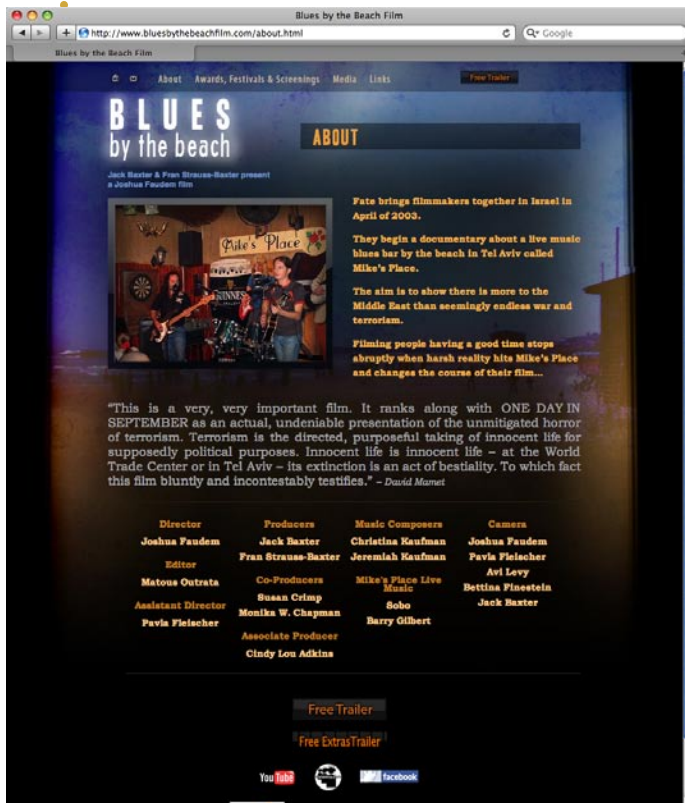 Blues by the Beach Film
http://www.bluesbythebeachfilm.com/about.html
Google
Blues by the Beach Film
About Awards, Festivals & Screenings Media Links
Free Trailer
BLUES
by the beach
ABOUT
Jack Baxter & Fran Strauss-Baxter present
a Joshua Faudem film
Mike's Place
GUINNESS
Fate brings filmmakers together in Israel in
April of 2003.
They begin a documentary about a live music
blues bar by the beach in Tel Aviv called
Mike's Place.
The aim is to show there is more to the
Middle East than seemingly endless war and
terrorism.
Filming people having a good time stops
abruptly when harsh reality hits Mike's Place
and changes the course of their film...
"This is a very, very important film. It ranks along with ONE DAY IN
SEPTEMBER as an actual, undeniable presentation of the unmitigated horror
of terrorism. Terrorism is the directed, purposeful taking of innocent life for
supposedly political purposes. Innocent life is innocent life – at the World
Trade Center or in Tel Aviv – its extinction is an act of bestiality. To which fact
this film bluntly and incontestably testifies." – David Mamet
Director
Joshua Faudem
Editor
Matous Outrata
Assistant Director
Pavla Fleischer
Producers
Jack Baxter
Fran Strauss-Baxter
Co-Producers
Susan Crimp
Monika W. Chapman
Associate Producer
Cindy Lou Adkins
Music Composers
Christina Kaufman
Jeremiah Kaufman
Mike's Place Live
Music
Sobo
Barry Gilbert
Camera
Joshua Faudem
Pavla Fleischer
Avi Levy
Bettina Finestein
Jack Baxter
Free Trailer
Free ExtrasTrailer
YouTube
facebook